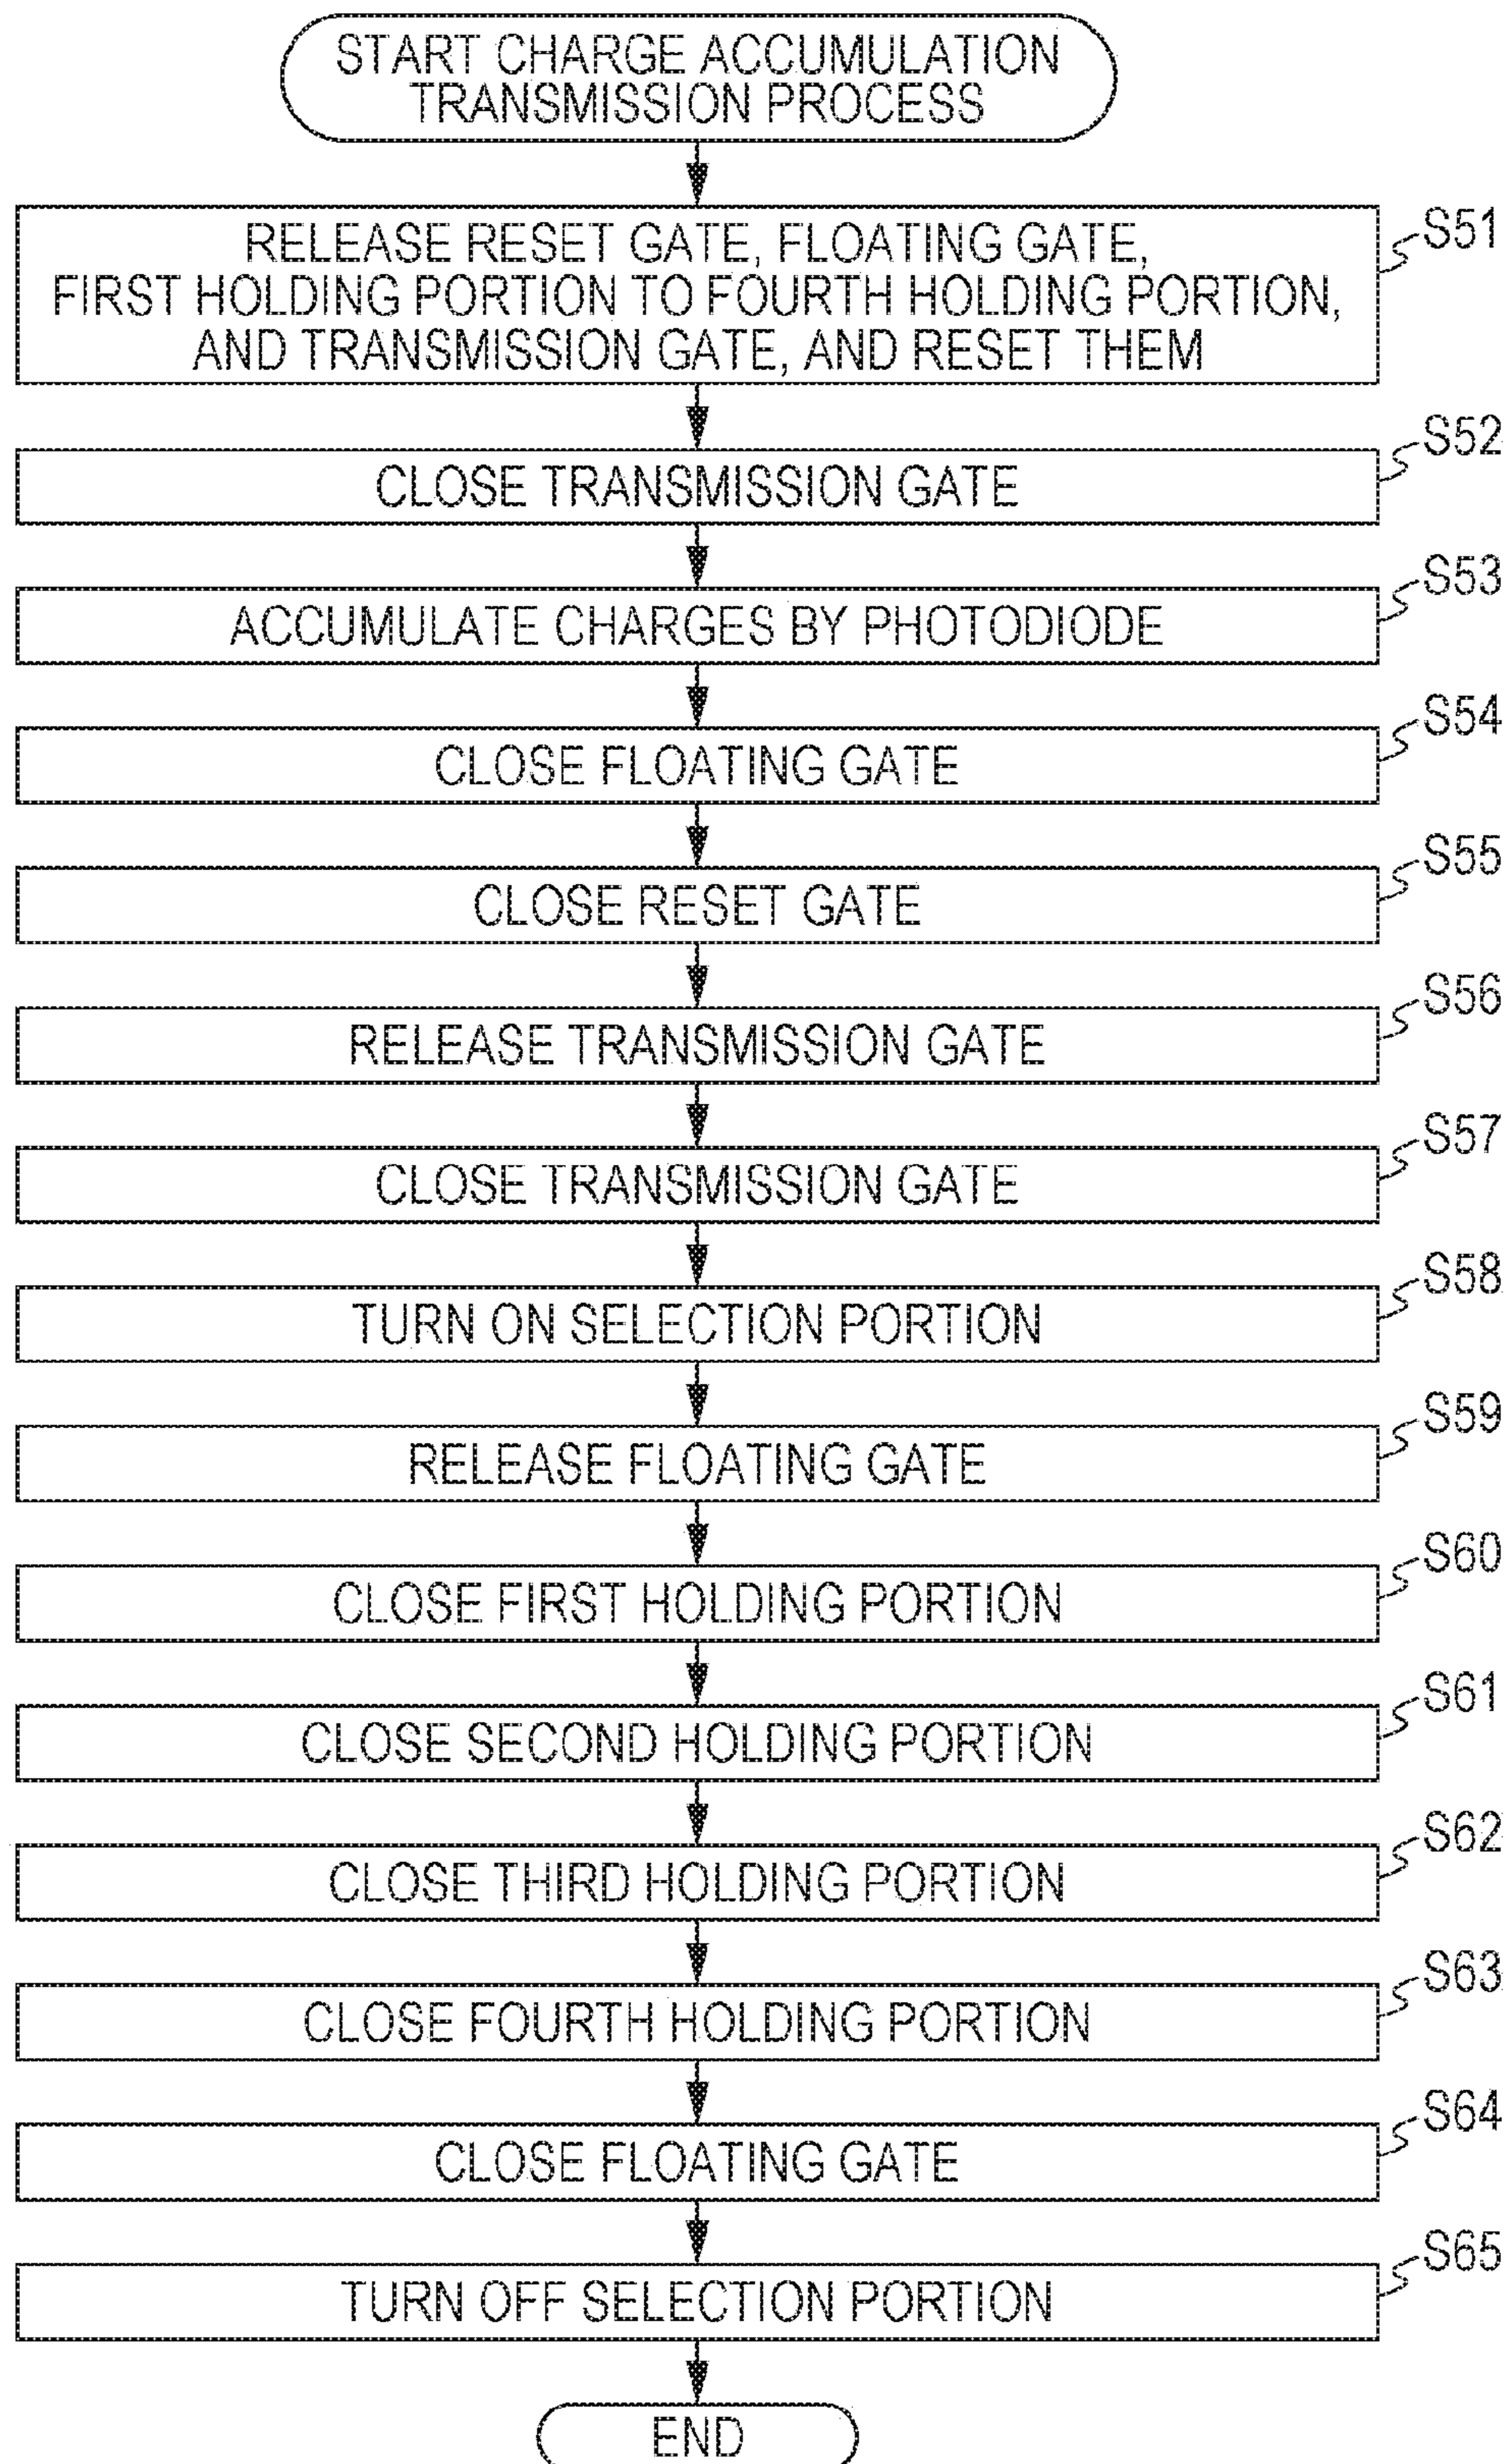 START CHARGE ACCUMULATION
TRANSMISSION PROCESS
S51
RELEASE RESET GATE, FLOATING GATE,
FIRST HOLDING PORTION TO FOURTH HOLDING PORTION,
AND TRANSMISSION GATE, AND RESET THEM
S52
CLOSE TRANSMISSION GATE
S53
ACCUMULATE CHARGES BY PHOTODIODE
S54
CLOSE FLOATING GATE
S55
CLOSE RESET GATE
S56
RELEASE TRANSMISSION GATE
S57
CLOSE TRANSMISSION GATE
S58
TURN ON SELECTION PORTION
S59
RELEASE FLOATING GATE
S60
CLOSE FIRST HOLDING PORTION
S61
CLOSE SECOND HOLDING PORTION
S62
CLOSE THIRD HOLDING PORTION
S63
CLOSE FOURTH HOLDING PORTION
S64
CLOSE FLOATING GATE
S65
TURN OFF SELECTION PORTION
END